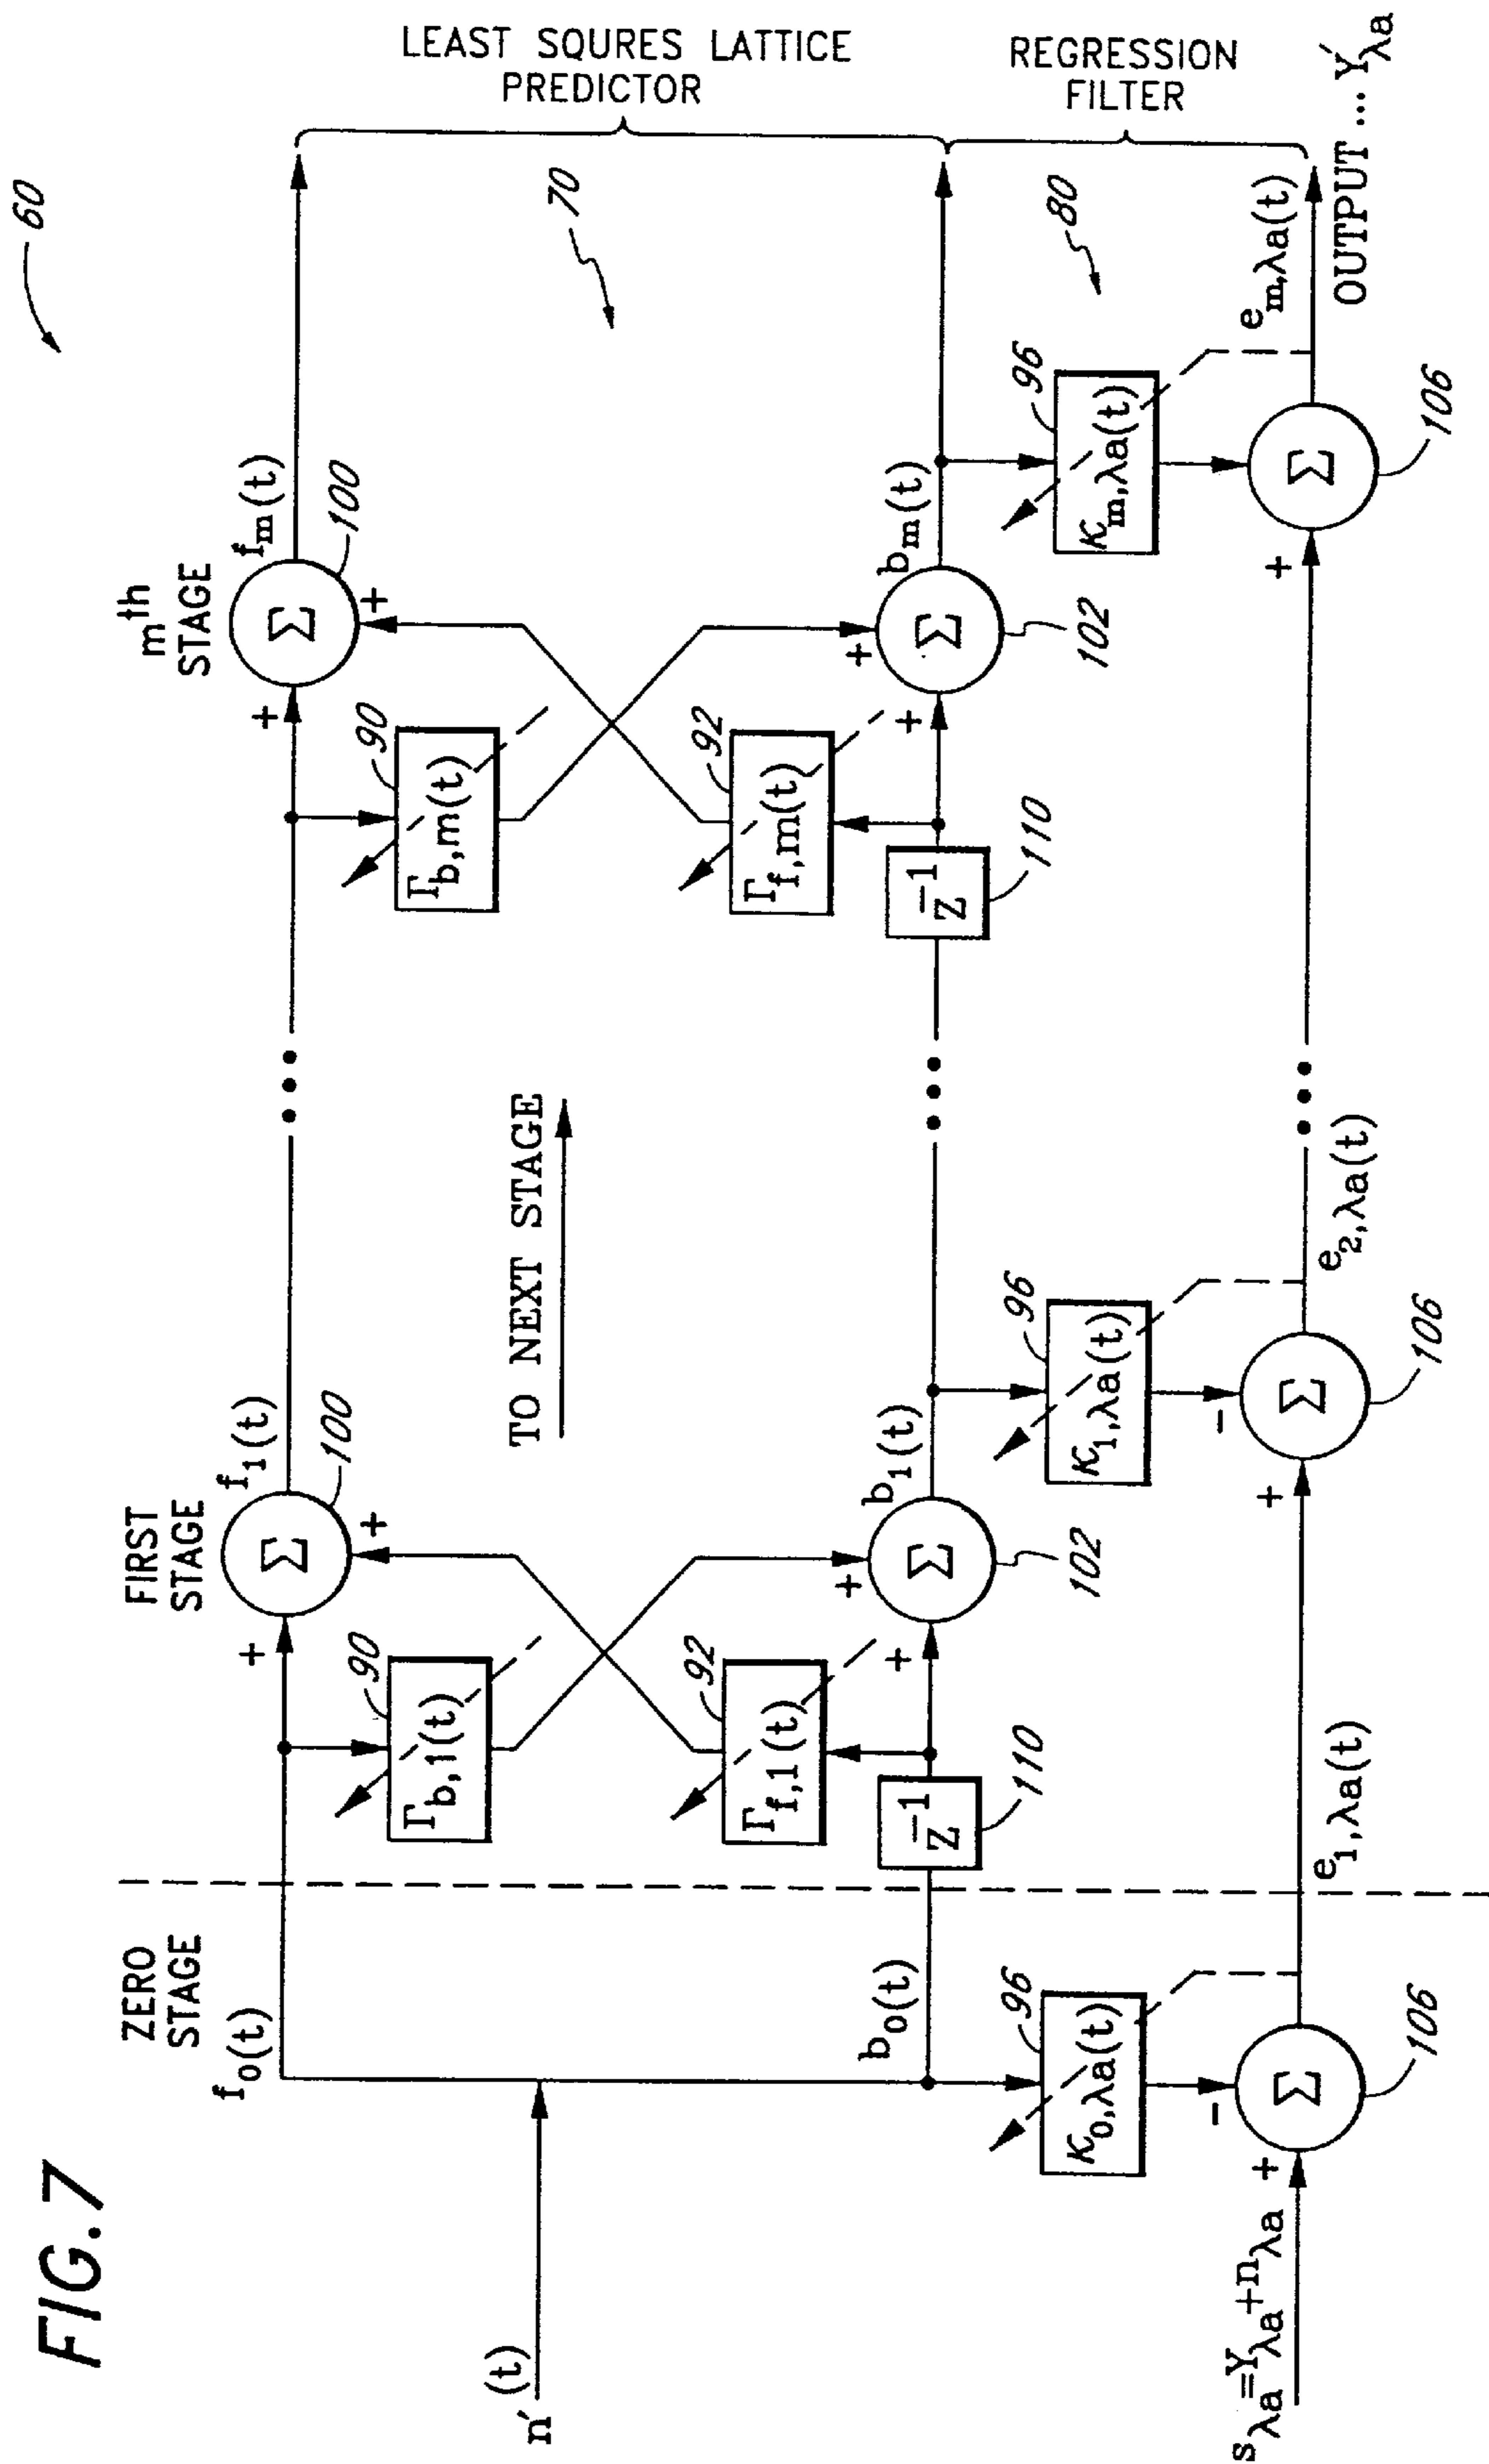 FIG.7
60
ZERO
STAGE
FIRST
STAGE
mth
STAGE
LEAST SQURES LATTICE
PREDICTOR
REGRESSION
FILTER
f0(t)
f1(t)
fm(t)
100
100
90
Γb,1(t)
90
Γb,m(t)
70
n′(t)
TO NEXT STAGE
92
Γf,1(t)
92
Γf,m(t)
b0(t)
z-1
110
b1(t)
102
z-1
110
bm(t)
102
80
96
κ0,λa(t)
96
κ1,λa(t)
96
κm,λa(t)
sλa=Yλa+nλa
Σ
106
e1,λa(t)
Σ
106
e2,λa(t)
Σ
106
em,λa(t)
OUTPUT ... Y′λa
Σ
Σ
Σ
Σ
+
+
+
+
+
+
+
+
+
-
+
-
+